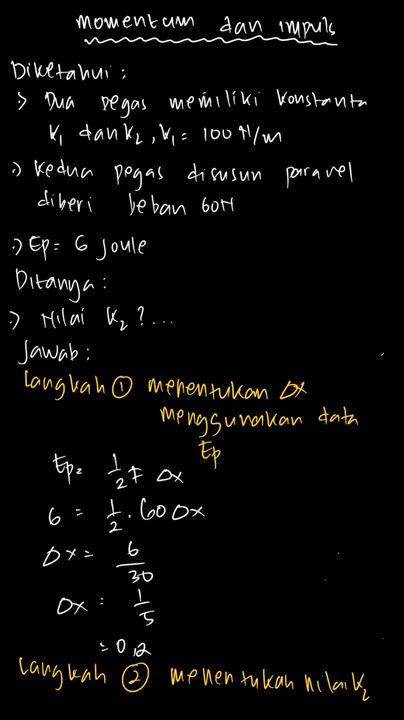 momentum dan impuls
Diketahui:
:> Dua pegas memiliki konstanta
k1 dan k2, k1 = 100 N/m
:) kedua pegas disusun paravel
diberi beban 60N
:) Ep = 6 Joule
Ditanya:
:) Nilai k2?...
Jawab:
Langkah ① menentukan Δx
menggunakan data
Ep
Ep = 1/2 F Δx
6 = 1/2 . 60 Δx
Δx = 6/30
Δx = 1/5
= 0,2
Langkah ② menentukan nilai k2